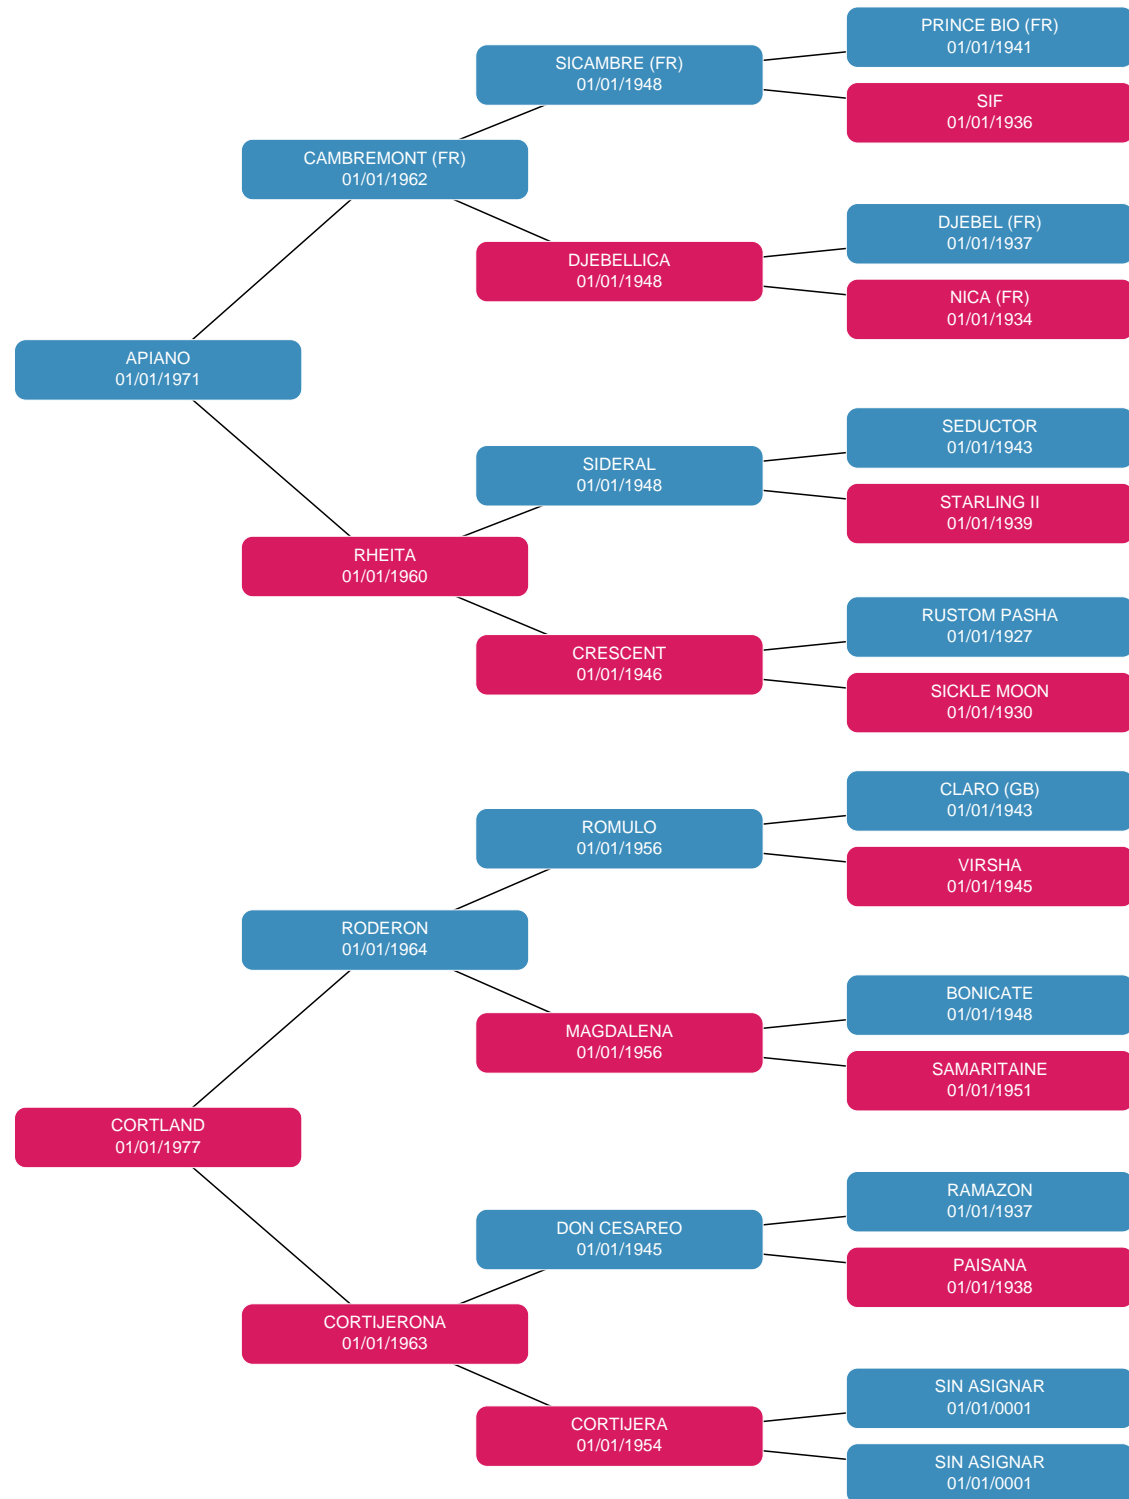 PRINCE BIO (FR)
01/01/1941
SICAMBRE (FR)
01/01/1948
SIF
01/01/1936
CAMBREMONT (FR)
01/01/1962
DJEBEL (FR)
01/01/1937
DJEBELLICA
01/01/1948
NICA (FR)
01/01/1934
APIANO
01/01/1971
SEDUCTOR
01/01/1943
SIDERAL
01/01/1948
STARLING II
01/01/1939
RHEITA
01/01/1960
RUSTOM PASHA
01/01/1927
CRESCENT
01/01/1946
SICKLE MOON
01/01/1930
CLARO (GB)
01/01/1943
ROMULO
01/01/1956
VIRSHA
01/01/1945
RODERON
01/01/1964
BONICATE
01/01/1948
MAGDALENA
01/01/1956
SAMARITAINE
01/01/1951
CORTLAND
01/01/1977
RAMAZON
01/01/1937
DON CESAREO
01/01/1945
PAISANA
01/01/1938
CORTIJERONA
01/01/1963
SIN ASIGNAR
01/01/0001
CORTIJERA
01/01/1954
SIN ASIGNAR
01/01/0001